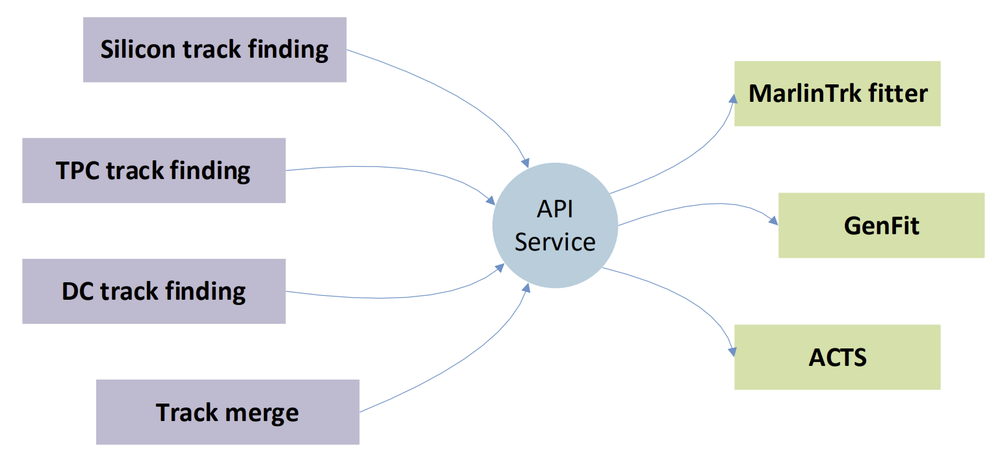 Silicon track finding
TPC track finding
DC track finding
Track merge
API
Service
MarlinTrk fitter
GenFit
ACTS